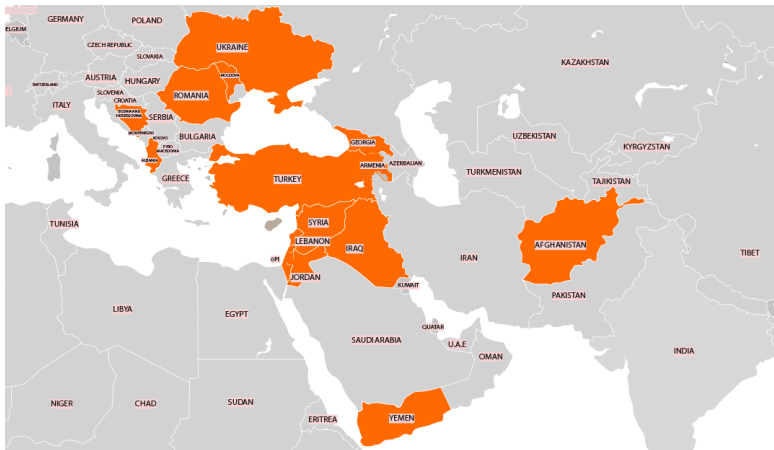 GERMANY
POLAND
BELGIUM
UKRAINE
CZECH REPUBLIC
SLOVAKIA
KAZAKHSTAN
AUSTRIA
HUNGARY
MOLDOVA
SWITZERLAND
SLOVENIA
ROMANIA
ITALY
CROATIA
BOSNIA AND
HERZEGOVINA
SERBIA
MONTENEGRO
KOSOVO
BULGARIA
FYRO
MACEDONIA
ALBANIA
GEORGIA
UZBEKISTAN
KYRGYZSTAN
ARMENIA
AZERBAIJAN
TURKMENISTAN
TAJIKISTAN
GREECE
TURKEY
TUNISIA
SYRIA
LEBANON
IRAQ
AFGHANISTAN
IRAN
TIBET
oPt
JORDAN
KUWAIT
PAKISTAN
LIBYA
EGYPT
QUATAR
SAUDI ARABIA
U.A.E
OMAN
INDIA
NIGER
CHAD
SUDAN
ERITREA
YEMEN